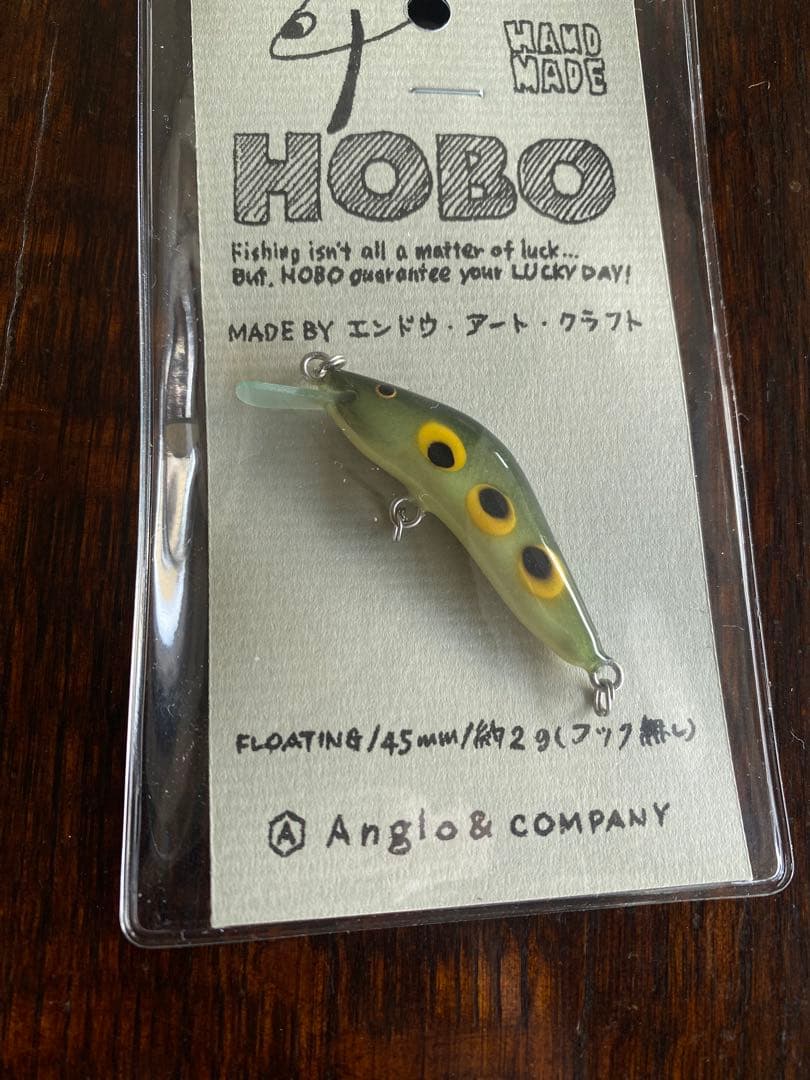 HAND
MADE
HOBO
Fishing isn't all a matter of luck...
But, HOBO guarantee your LUCKY DAY!
MADE BY エンドウ・アート・クラフト
FLOATING/45mm/約2g(フック無し)
A Anglo& COMPANY